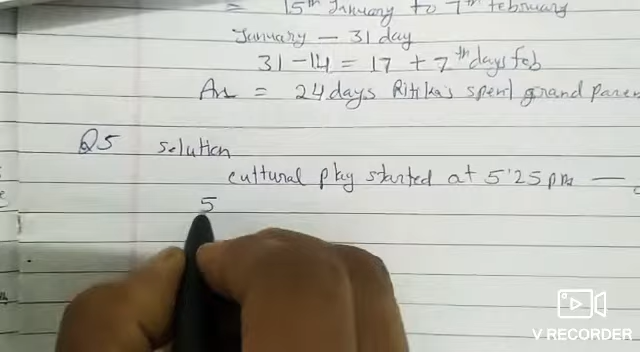 = 15th January to 7th february
January — 31 day
31 - 14 = 17 + 7th days feb
Ans = 24 days Ritika's spent grand paren
Q5 solution
cultural play started at 5:25 pm —
5
V RECORDER